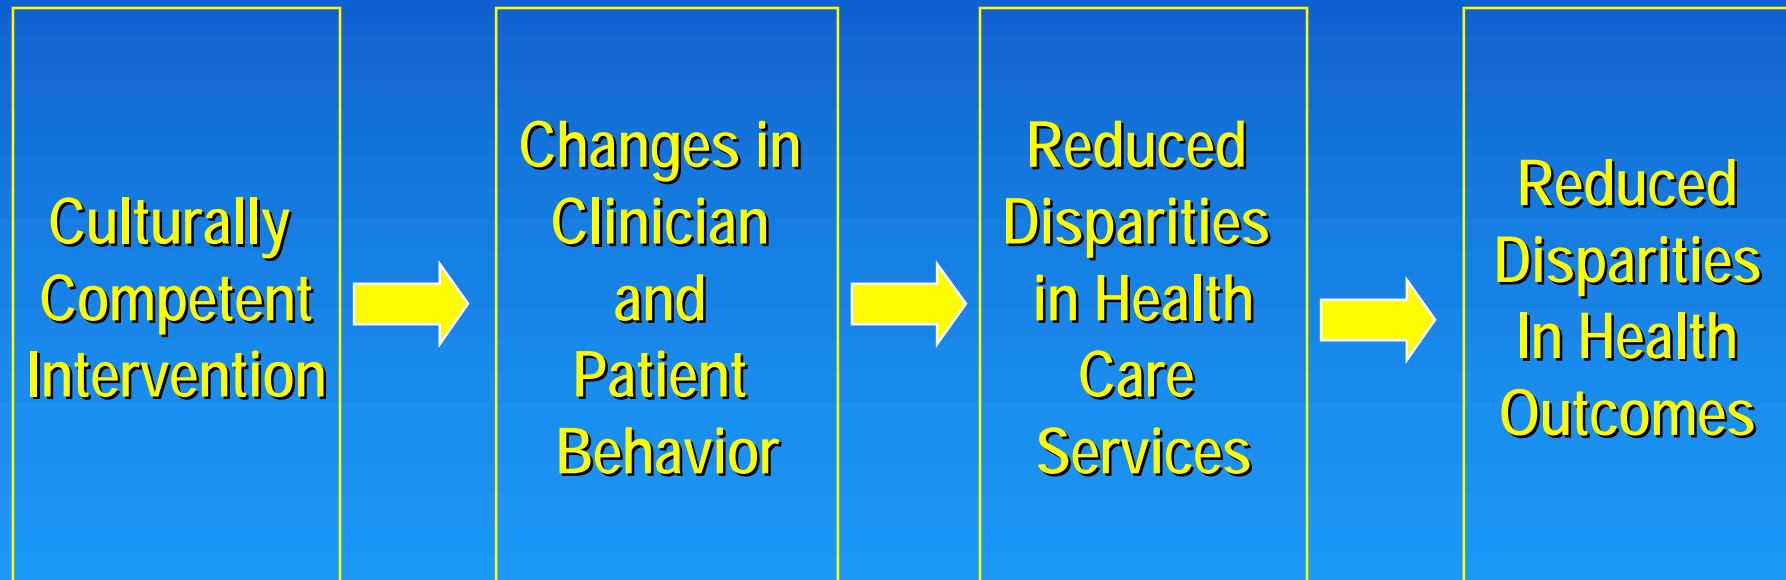 Culturally
Competent
Intervention
Changes in
Clinician
and
Patient
Behavior
Reduced
Disparities
in Health
Care
Services
Reduced
Disparities
In Health
Outcomes